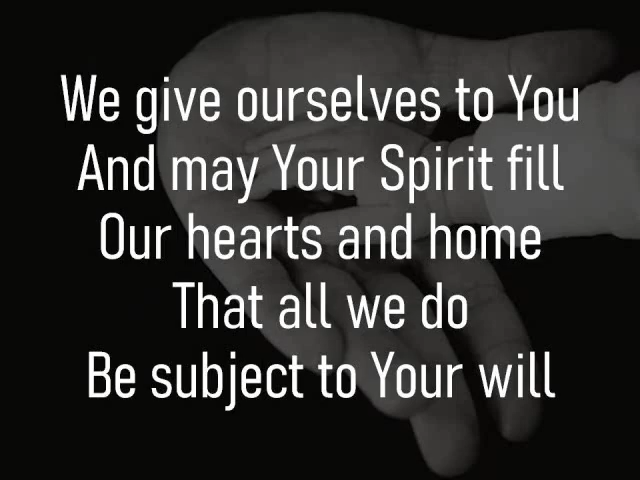 We give ourselves to You
And may Your Spirit fill
Our hearts and home
That all we do
Be subject to Your will